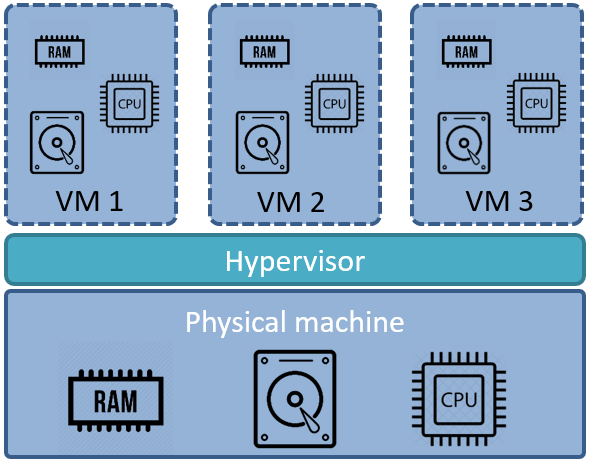 RAM
CPU
VM 1
RAM
CPU
VM 2
RAM
CPU
VM 3
Hypervisor
Physical machine
RAM
CPU